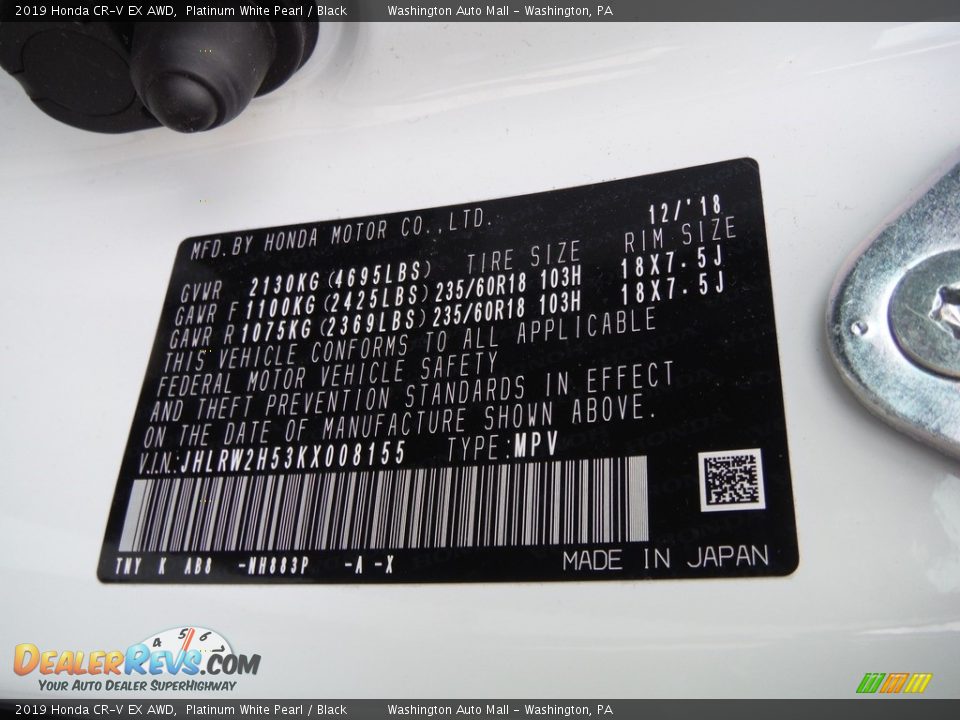 2019 Honda CR-V EX AWD, Platinum White Pearl / Black Washington Auto Mall - Washington, PA
MFD. BY HONDA MOTOR CO., LTD. 12/'18
GVWR 2130KG (4695LBS) TIRE SIZE RIM SIZE
GAWR F 1100KG (2425LBS) 235/60R18 103H 18X7.5J
GAWR R 1075KG (2369LBS) 235/60R18 103H 18X7.5J
THIS VEHICLE CONFORMS TO ALL APPLICABLE
FEDERAL MOTOR VEHICLE SAFETY
AND THEFT PREVENTION STANDARDS IN EFFECT
ON THE DATE OF MANUFACTURE SHOWN ABOVE.
V.I.N.: JHLRW2H53KX008155 TYPE: MPV
TNY K AB8 -NH883P -A -X MADE IN JAPAN
4 5 6
DEALERREVS.COM
YOUR AUTO DEALER SUPERHIGHWAY
2019 Honda CR-V EX AWD, Platinum White Pearl / Black Washington Auto Mall - Washington, PA